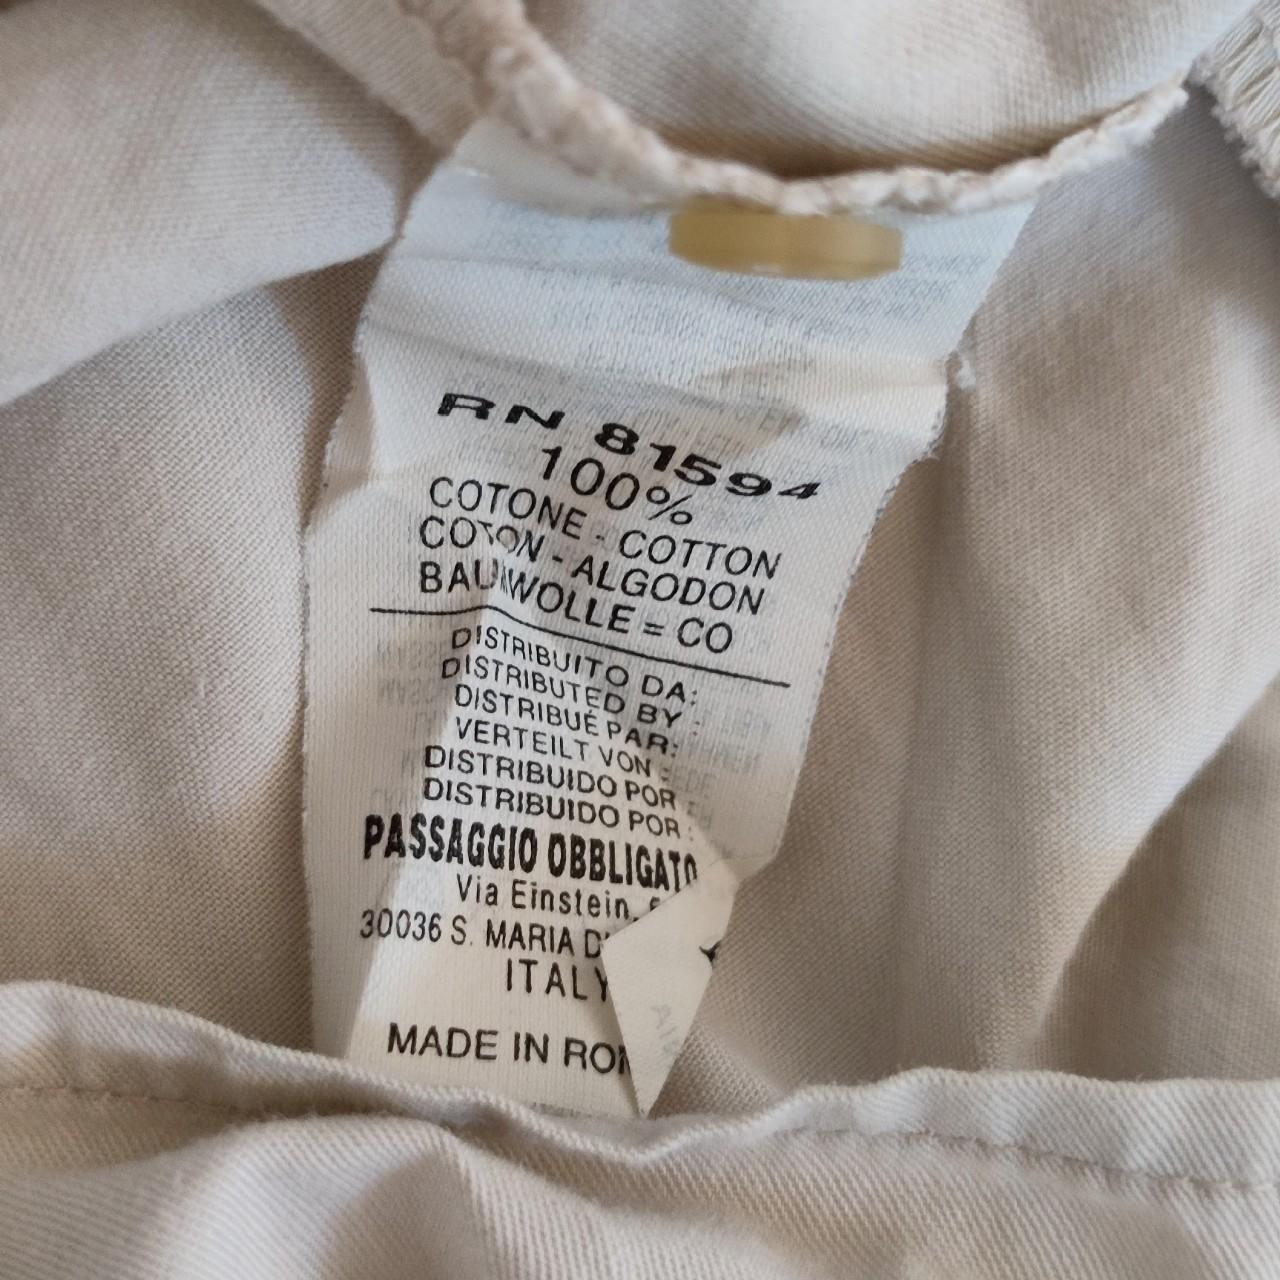 RN 81594
100%
COTONE - COTTON
COTON - ALGODON
BAUMWOLLE = CO
DISTRIBUITO DA:
DISTRIBUTED BY :
DISTRIBUÉ PAR:
VERTEILT VON :
DISTRIBUIDO POR
DISTRIBUIDO POR :
PASSAGGIO OBBLIGATO
Via Einstein,
30036 S. MARIA
ITALY
MADE IN